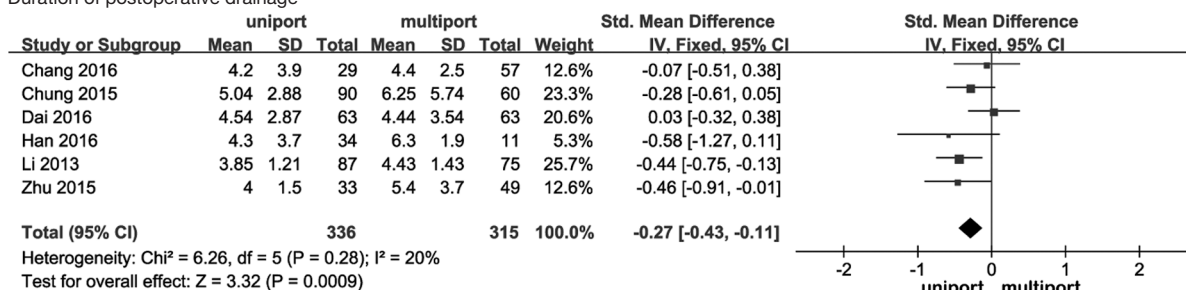 Duration of postoperative drainage
uniport multiport Std. Mean Difference Std. Mean Difference
Study or Subgroup Mean SD Total Mean SD Total Weight IV, Fixed, 95% CI IV, Fixed, 95% CI
Chang 2016 4.2 3.9 29 4.4 2.5 57 12.6% -0.07 [-0.51, 0.38]
Chung 2015 5.04 2.88 90 6.25 5.74 60 23.3% -0.28 [-0.61, 0.05]
Dai 2016 4.54 2.87 63 4.44 3.54 63 20.6% 0.03 [-0.32, 0.38]
Han 2016 4.3 3.7 34 6.3 1.9 11 5.3% -0.58 [-1.27, 0.11]
Li 2013 3.85 1.21 87 4.43 1.43 75 25.7% -0.44 [-0.75, -0.13]
Zhu 2015 4 1.5 33 5.4 3.7 49 12.6% -0.46 [-0.91, -0.01]
Total (95% CI) 336 315 100.0% -0.27 [-0.43, -0.11]
Heterogeneity: Chi² = 6.26, df = 5 (P = 0.28); I² = 20%
Test for overall effect: Z = 3.32 (P = 0.0009)
-2 -1 0 1 2
uniport multiport